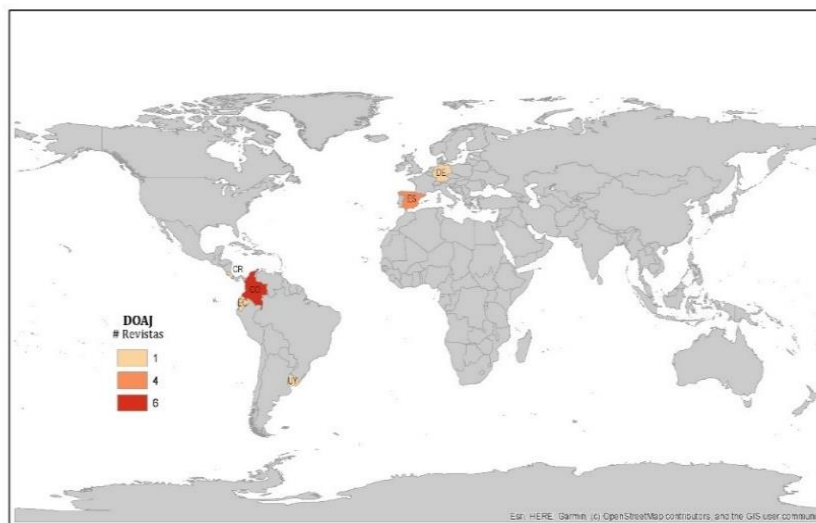 DE
ES
CR
CO
EC
UY
DOAJ
# Revistas
1
4
6
Esri, HERE, Garmin, (c) OpenStreetMap contributors, and the GIS user commun